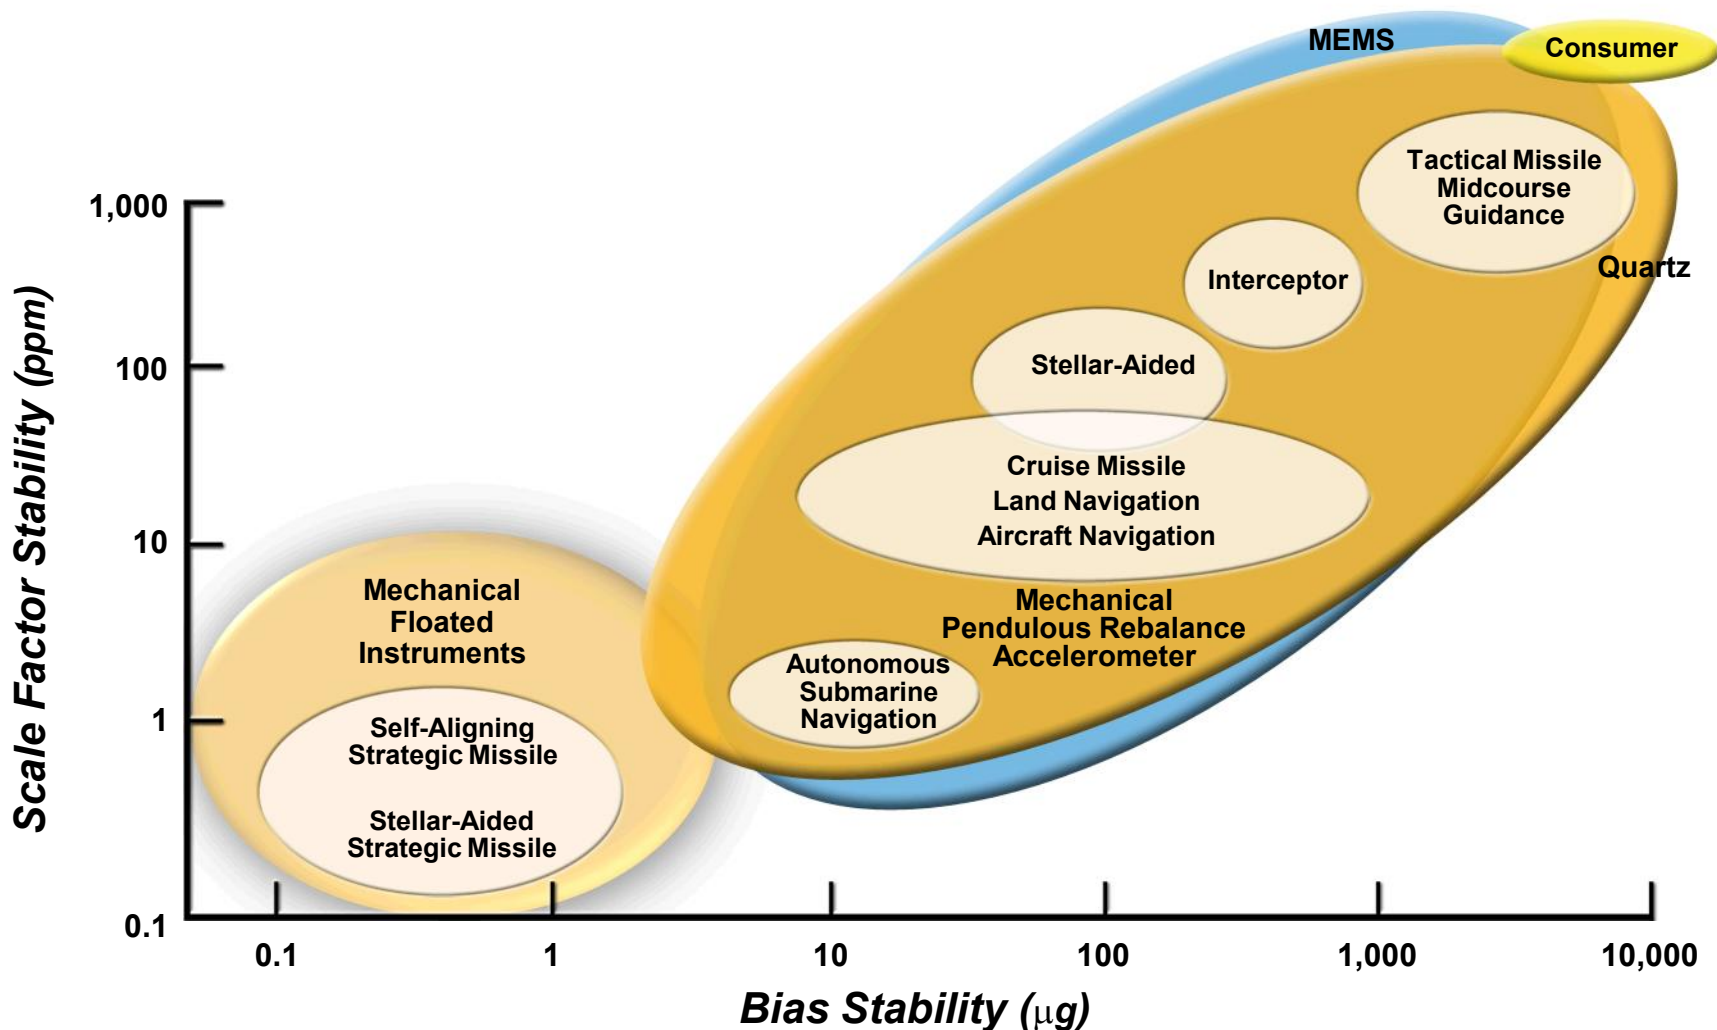 MEMS
Consumer
Tactical Missile
Midcourse
Guidance
Quartz
Interceptor
Stellar-Aided
Cruise Missile
Land Navigation
Aircraft Navigation
Mechanical
Pendulous Rebalance
Accelerometer
Autonomous
Submarine
Navigation
Mechanical
Floated
Instruments
Self-Aligning
Strategic Missile
Stellar-Aided
Strategic Missile
Scale Factor Stability (ppm)
1,000
100
10
1
0.1
0.1
1
10
100
1,000
10,000
Bias Stability (μg)